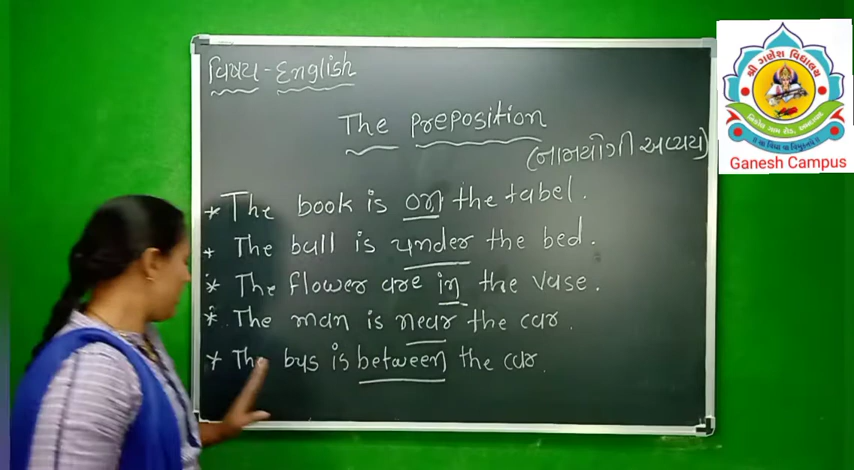 વિષય - English
The Preposition
(નામયોગી અવ્યય)
* The book is on the tabel.
* The ball is under the bed.
* The flower are in the vase.
* The man is near the car.
* The bus is between the car.
શ્રી ગણેશ વિદ્યાલય
Ganesh Campus